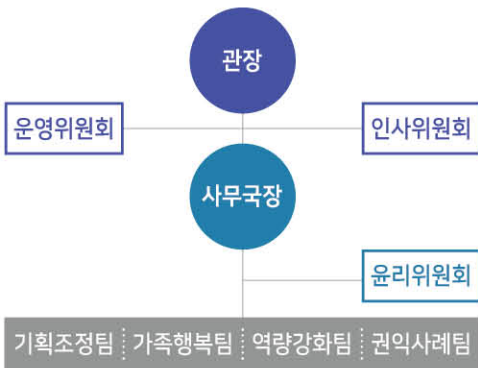 관장
운영위원회
인사위원회
사무국장
윤리위원회
기획조정팀 가족행복팀 역량강화팀 권익사례팀